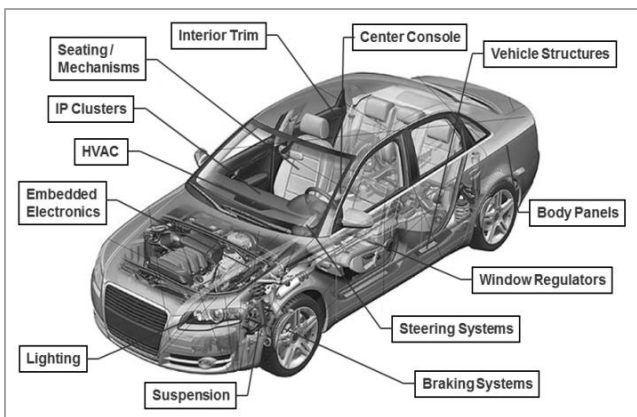 Interior Trim
Center Console
Seating /
Mechanisms
Vehicle Structures
IP Clusters
HVAC
Embedded
Electronics
Body Panels
Window Regulators
Steering Systems
Lighting
Suspension
Braking Systems